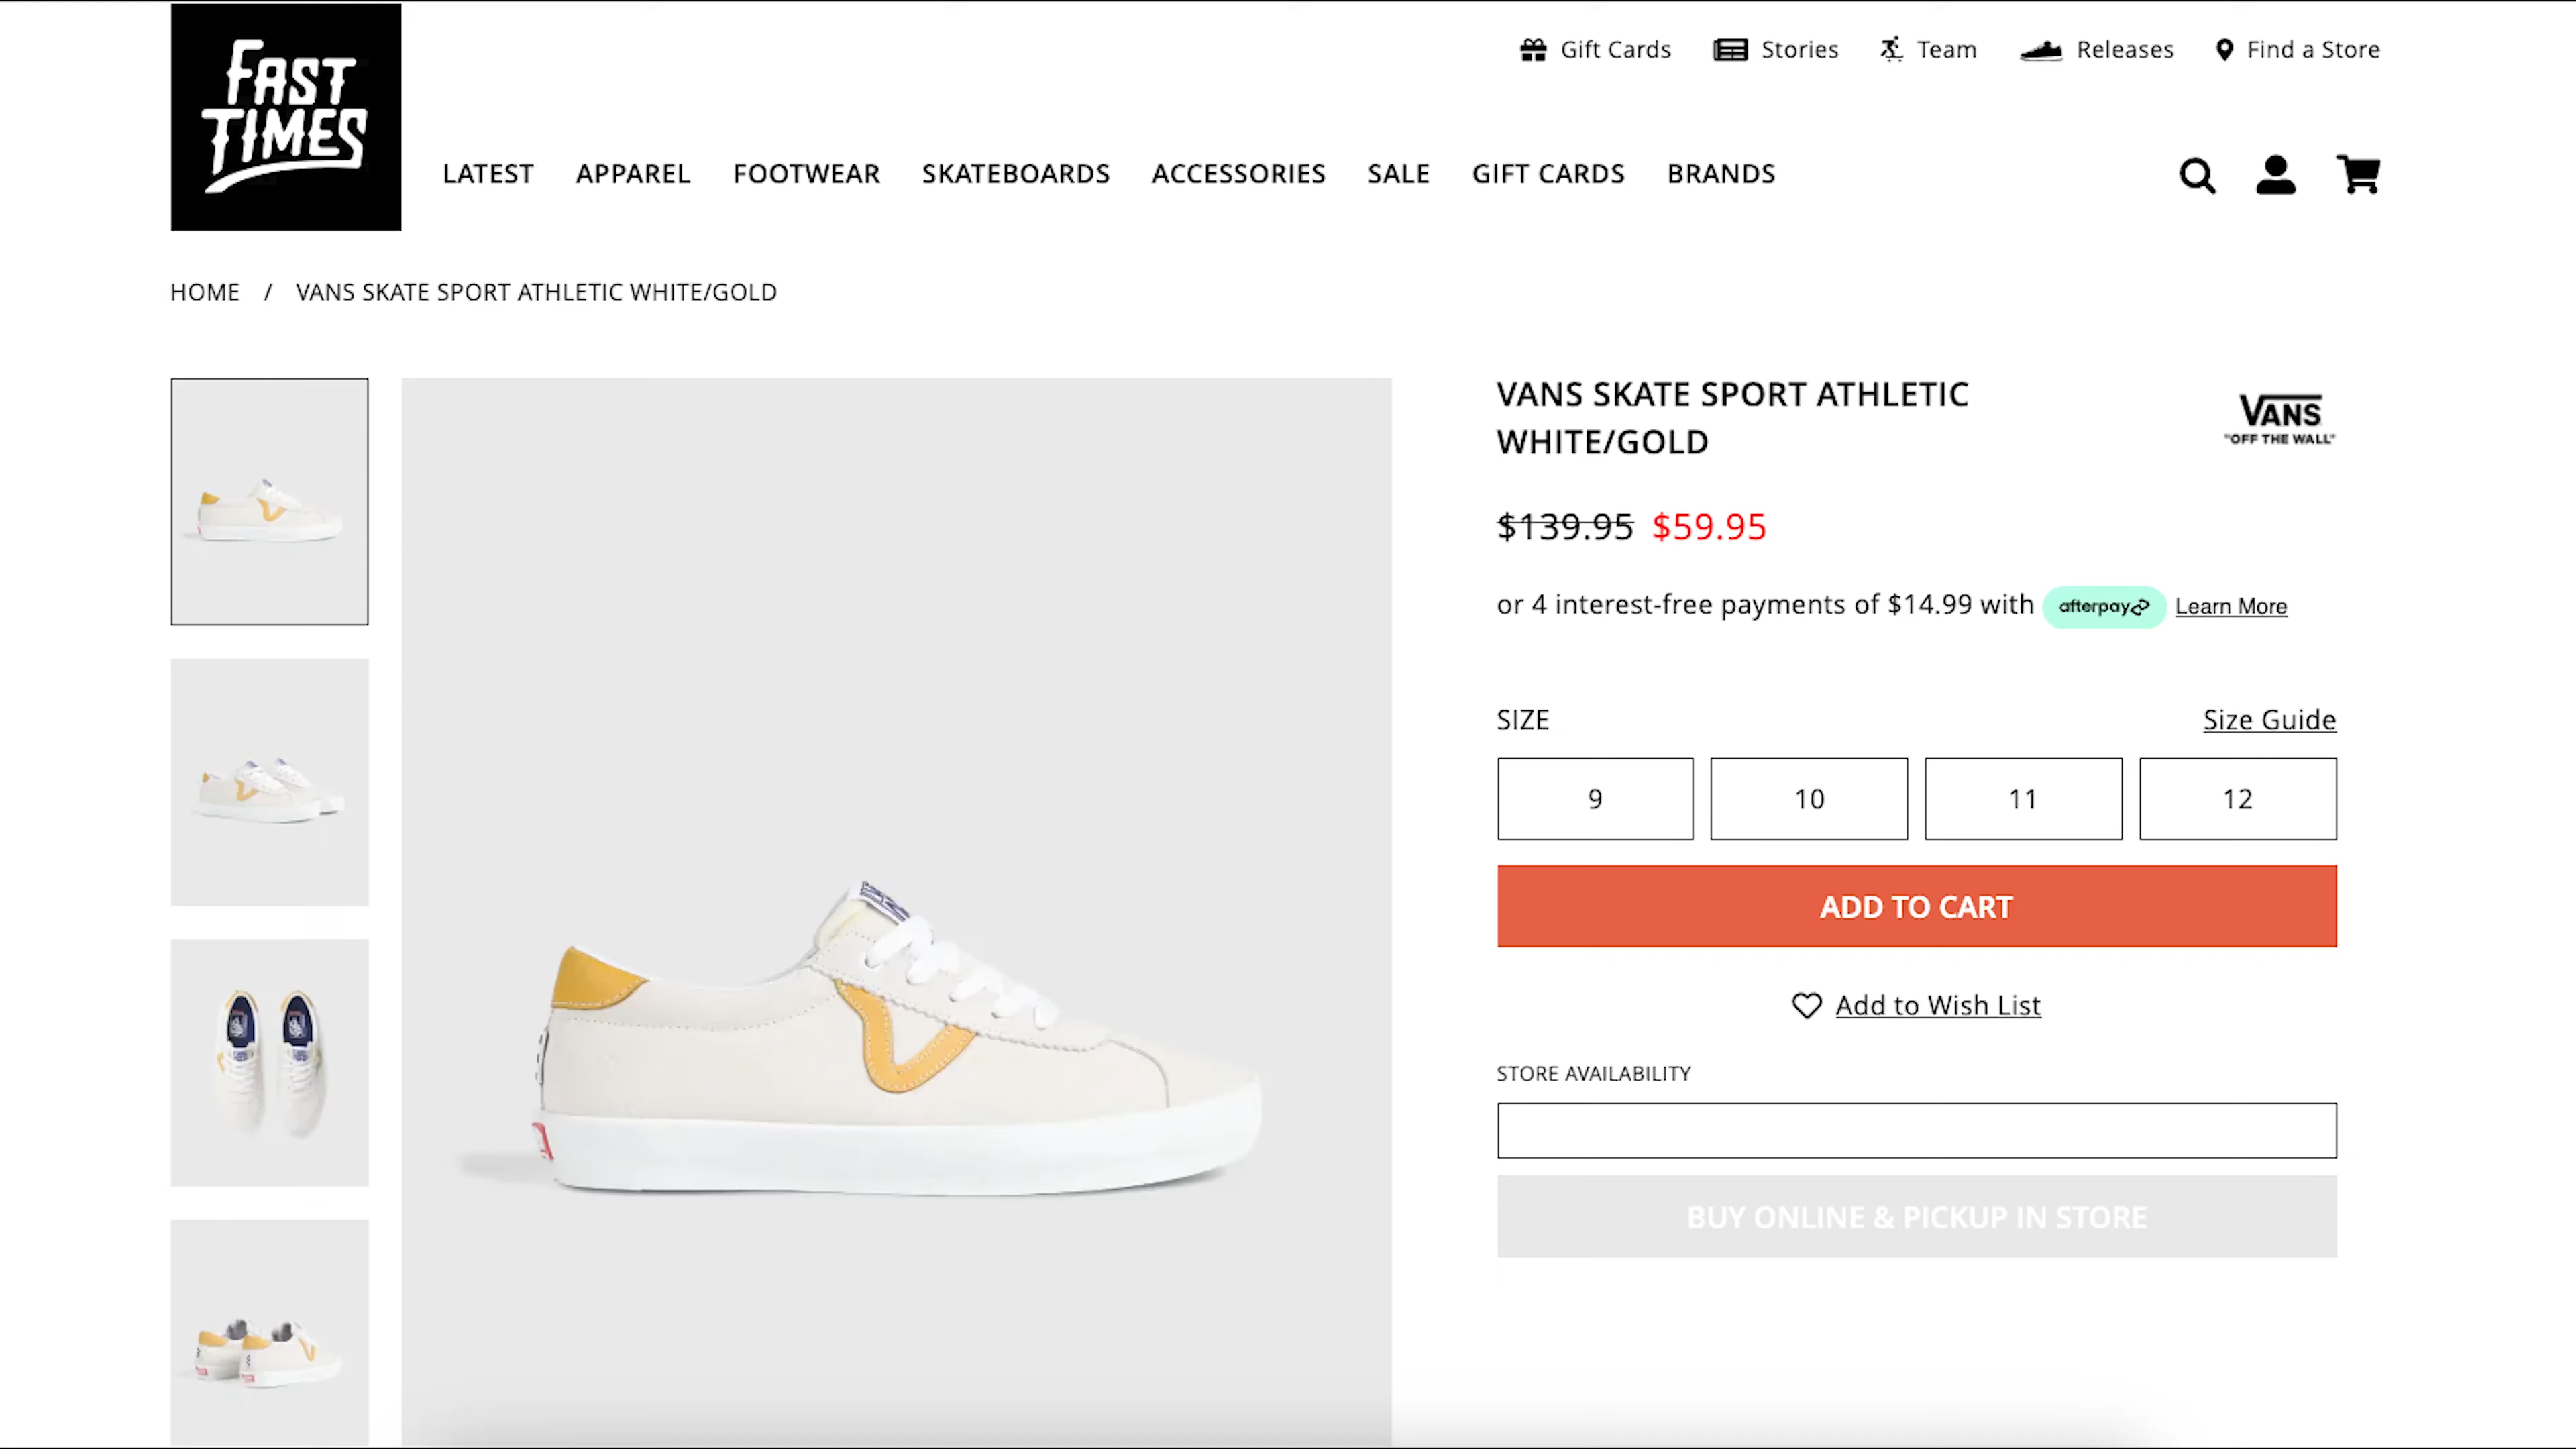 FAST
TIMES
Gift Cards
Stories
Team
Releases
Find a Store
LATEST
APPAREL
FOOTWEAR
SKATEBOARDS
ACCESSORIES
SALE
GIFT CARDS
BRANDS
HOME / VANS SKATE SPORT ATHLETIC WHITE/GOLD
VANS SKATE SPORT ATHLETIC
WHITE/GOLD
VANS
"OFF THE WALL"
$139.95 $59.95
or 4 interest-free payments of $14.99 with afterpay Learn More
SIZE
Size Guide
9
10
11
12
ADD TO CART
Add to Wish List
STORE AVAILABILITY
BUY ONLINE & PICKUP IN STORE